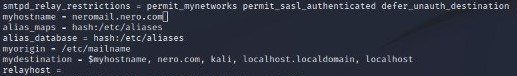 smtpd_relay_restrictions = permit_mynetworks permit_sasl_authenticated defer_unauth_destination
myhostname = neromail.nero.com
alias_maps = hash:/etc/aliases
alias_database = hash:/etc/aliases
myorigin = /etc/mailname
mydestination = $myhostname, nero.com, kali, localhost.localdomain, localhost
relayhost =